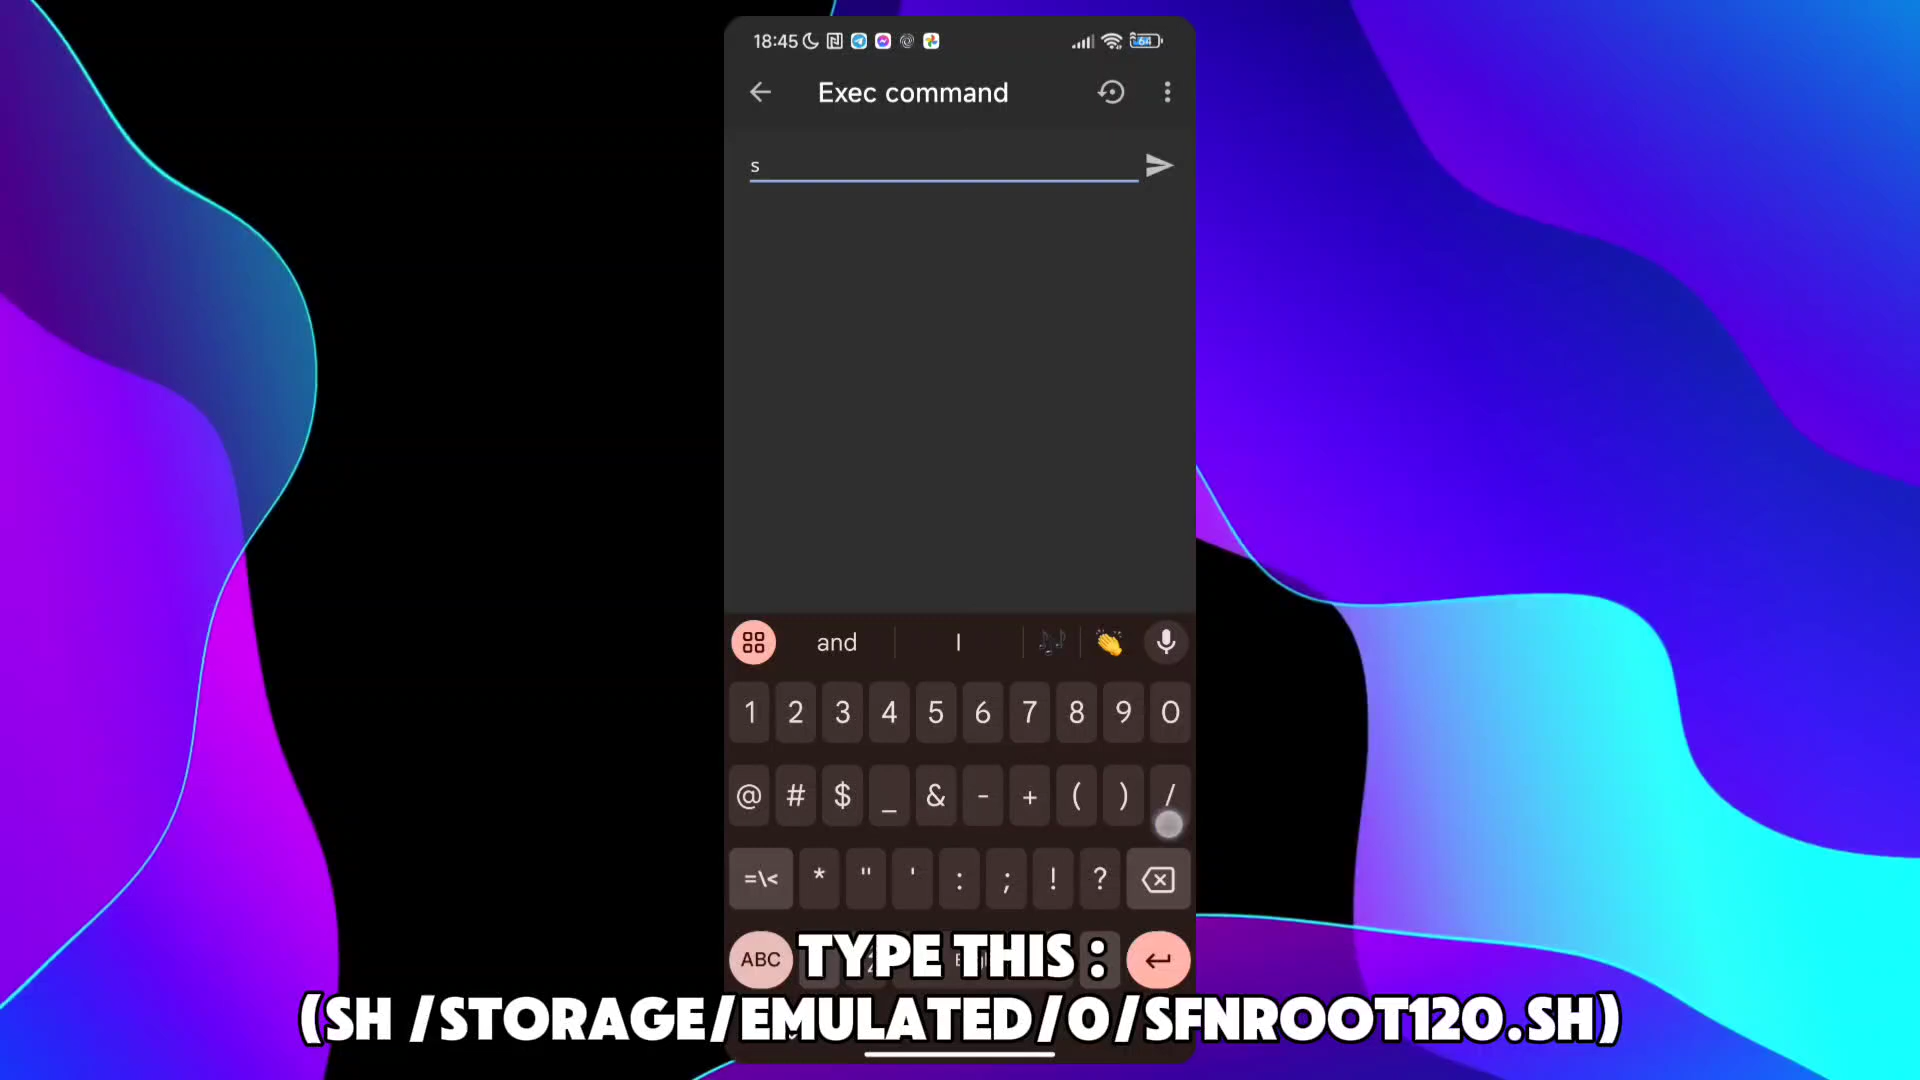 18:45
64
Exec command
s
and
I
1 2 3 4 5 6 7 8 9 0
@ # $ _ & - + ( ) /
=\< * " ' : ; ! ?
ABC
TYPE THIS :
(SH /STORAGE/EMULATED/0/SFNROOT120.SH)